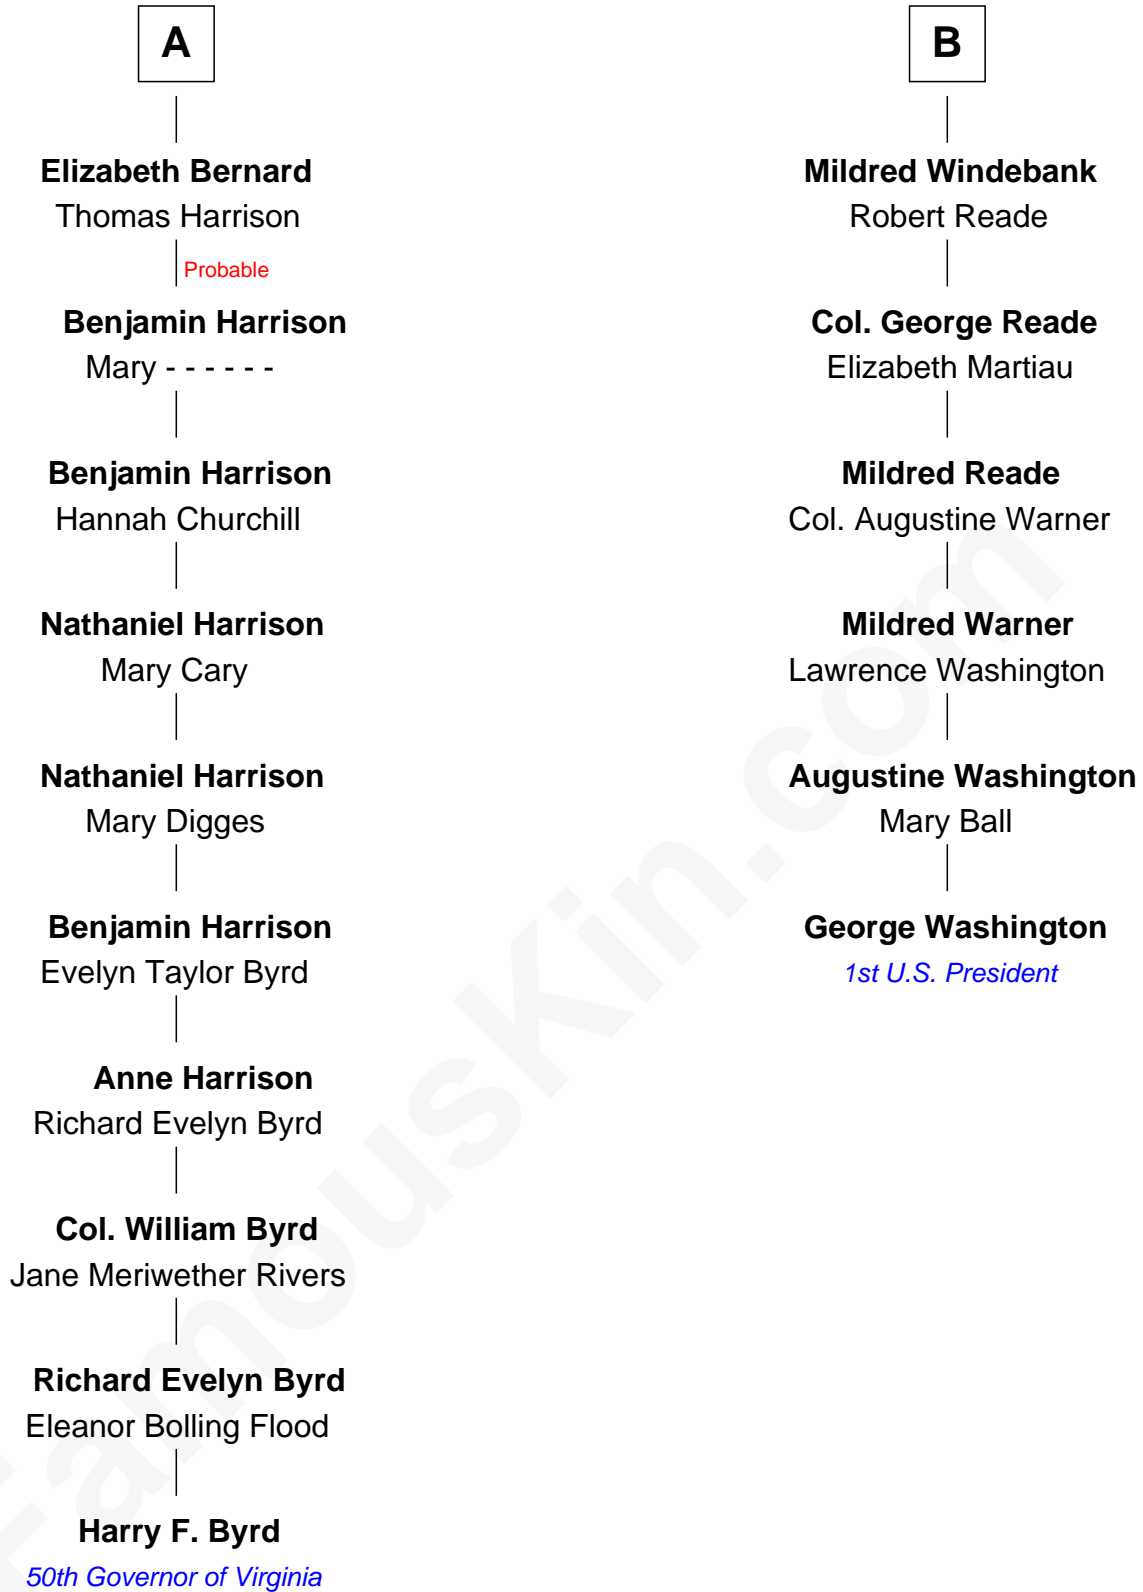 A
Elizabeth Bernard
Thomas Harrison
Probable
Benjamin Harrison
Mary - - - - - -
Benjamin Harrison
Hannah Churchill
Nathaniel Harrison
Mary Cary
Nathaniel Harrison
Mary Digges
Benjamin Harrison
Evelyn Taylor Byrd
Anne Harrison
Richard Evelyn Byrd
Col. William Byrd
Jane Meriwether Rivers
Richard Evelyn Byrd
Eleanor Bolling Flood
Harry F. Byrd
50th Governor of Virginia
B
Mildred Windebank
Robert Reade
Col. George Reade
Elizabeth Martiau
Mildred Reade
Col. Augustine Warner
Mildred Warner
Lawrence Washington
Augustine Washington
Mary Ball
George Washington
1st U.S. President
FamousKin.com